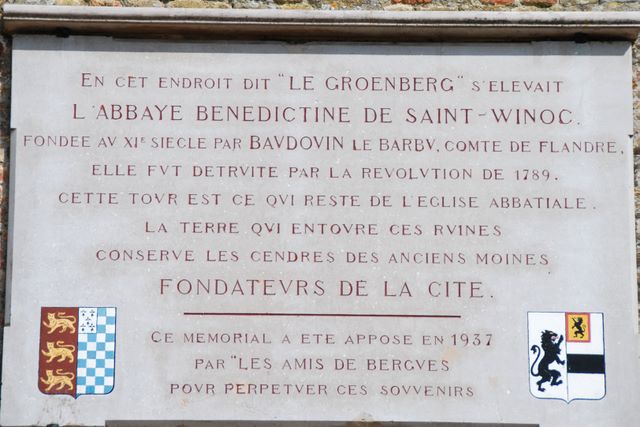 EN CET ENDROIT DIT "LE GROENBERG" S'ELEVAIT
L'ABBAYE BENEDICTINE DE SAINT-WINOC.
FONDEE AV XIᴱ SIECLE PAR BAVDOVIN LE BARBV, COMTE DE FLANDRE,
ELLE FVT DETRVITE PAR LA REVOLVTION DE 1789.
CETTE TOVR EST CE QVI RESTE DE L'EGLISE ABBATIALE.
LA TERRE QVI ENTOVRE CES RVINES
CONSERVE LES CENDRES DES ANCIENS MOINES
FONDATEVRS DE LA CITE.
CE MEMORIAL A ETE APPOSE EN 1937
PAR "LES AMIS DE BERGVES
POVR PERPETVER CES SOVVENIRS